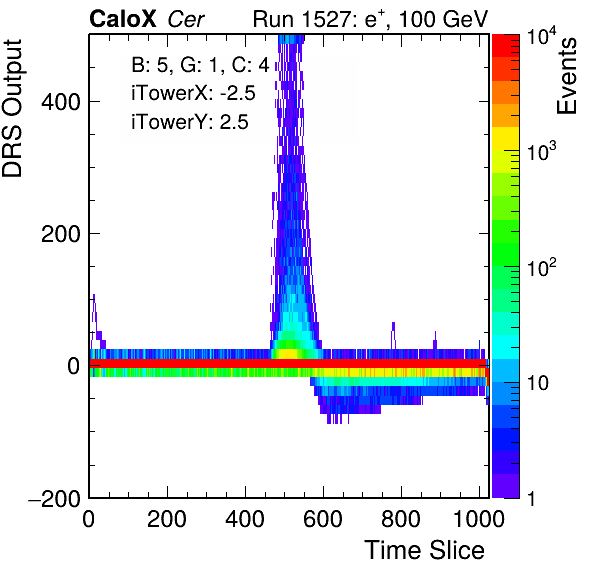 CaloX Cer Run 1527: e+, 100 GeV
B: 5, G: 1, C: 4
iTowerX: -2.5
iTowerY: 2.5
DRS Output
400
200
0
−200
0 200 400 600 800 1000
Time Slice
Events
10^4
10^3
10^2
10
1